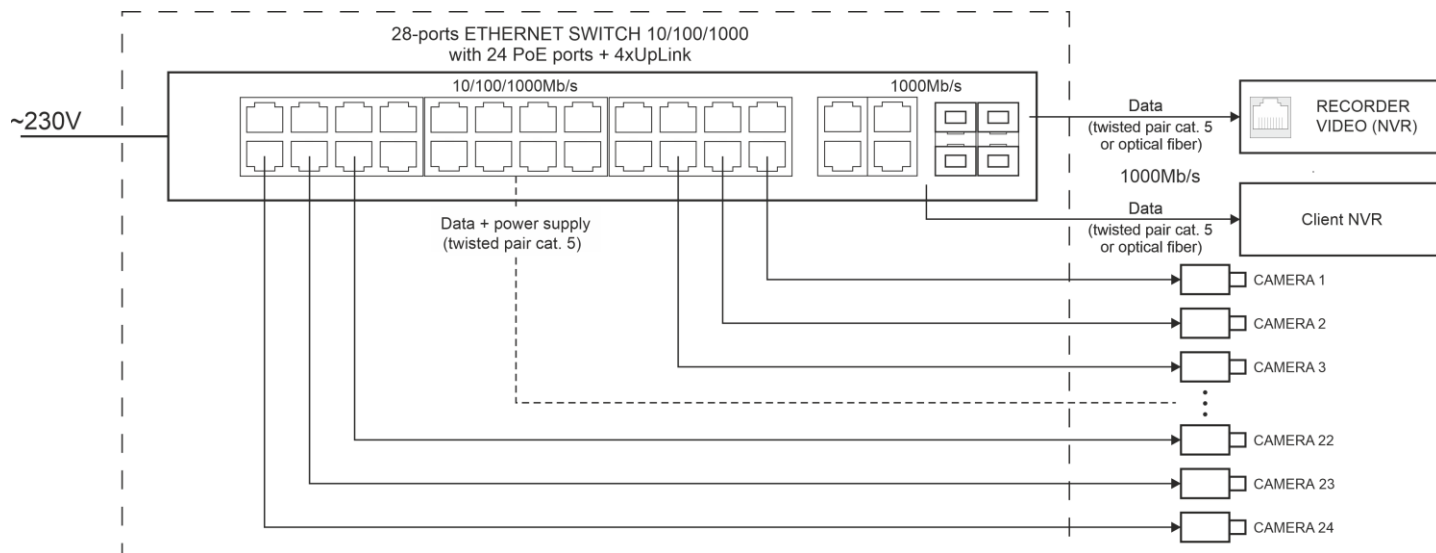 28-ports ETHERNET SWITCH 10/100/1000
with 24 PoE ports + 4xUpLink
10/100/1000Mb/s
1000Mb/s
~230V
Data
(twisted pair cat. 5
or optical fiber)
RECORDER
VIDEO (NVR)
1000Mb/s
Data
(twisted pair cat. 5
or optical fiber)
Client NVR
Data + power supply
(twisted pair cat. 5)
CAMERA 1
CAMERA 2
CAMERA 3
CAMERA 22
CAMERA 23
CAMERA 24